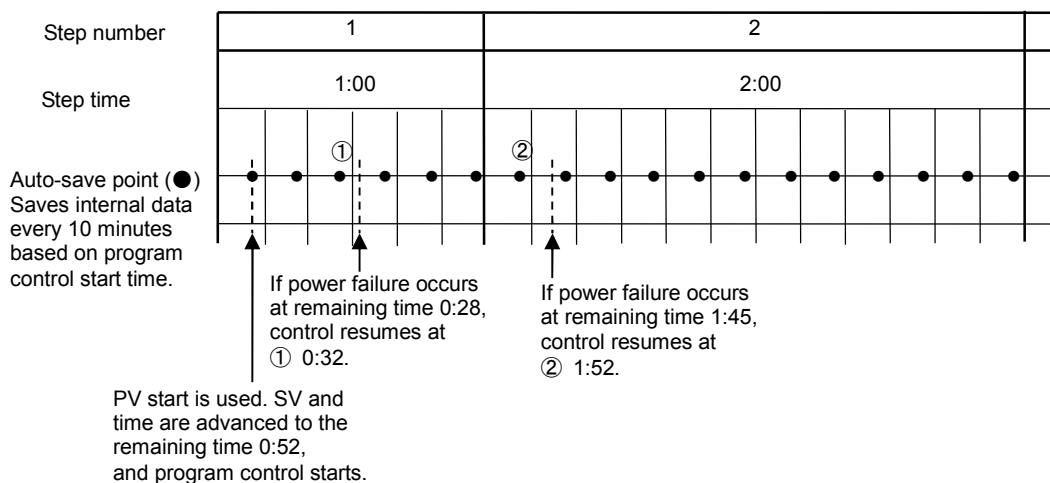 Step number
1
2
Step time
1:00
2:00
①
②
Auto-save point (●)
Saves internal data
every 10 minutes
based on program
control start time.
If power failure occurs
at remaining time 0:28,
control resumes at
① 0:32.
If power failure occurs
at remaining time 1:45,
control resumes at
② 1:52.
PV start is used. SV and
time are advanced to the
remaining time 0:52,
and program control starts.